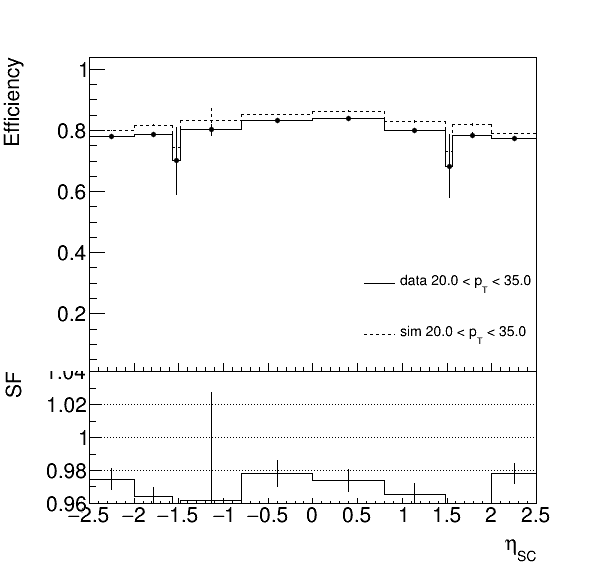 Efficiency
1
0.8
0.6
0.4
0.2
data 20.0 < p_T < 35.0
sim 20.0 < p_T < 35.0
SF
1.04
1.02
1
0.98
0.96
−2.5 −2 −1.5 −1 −0.5 0 0.5 1 1.5 2 2.5
η_SC